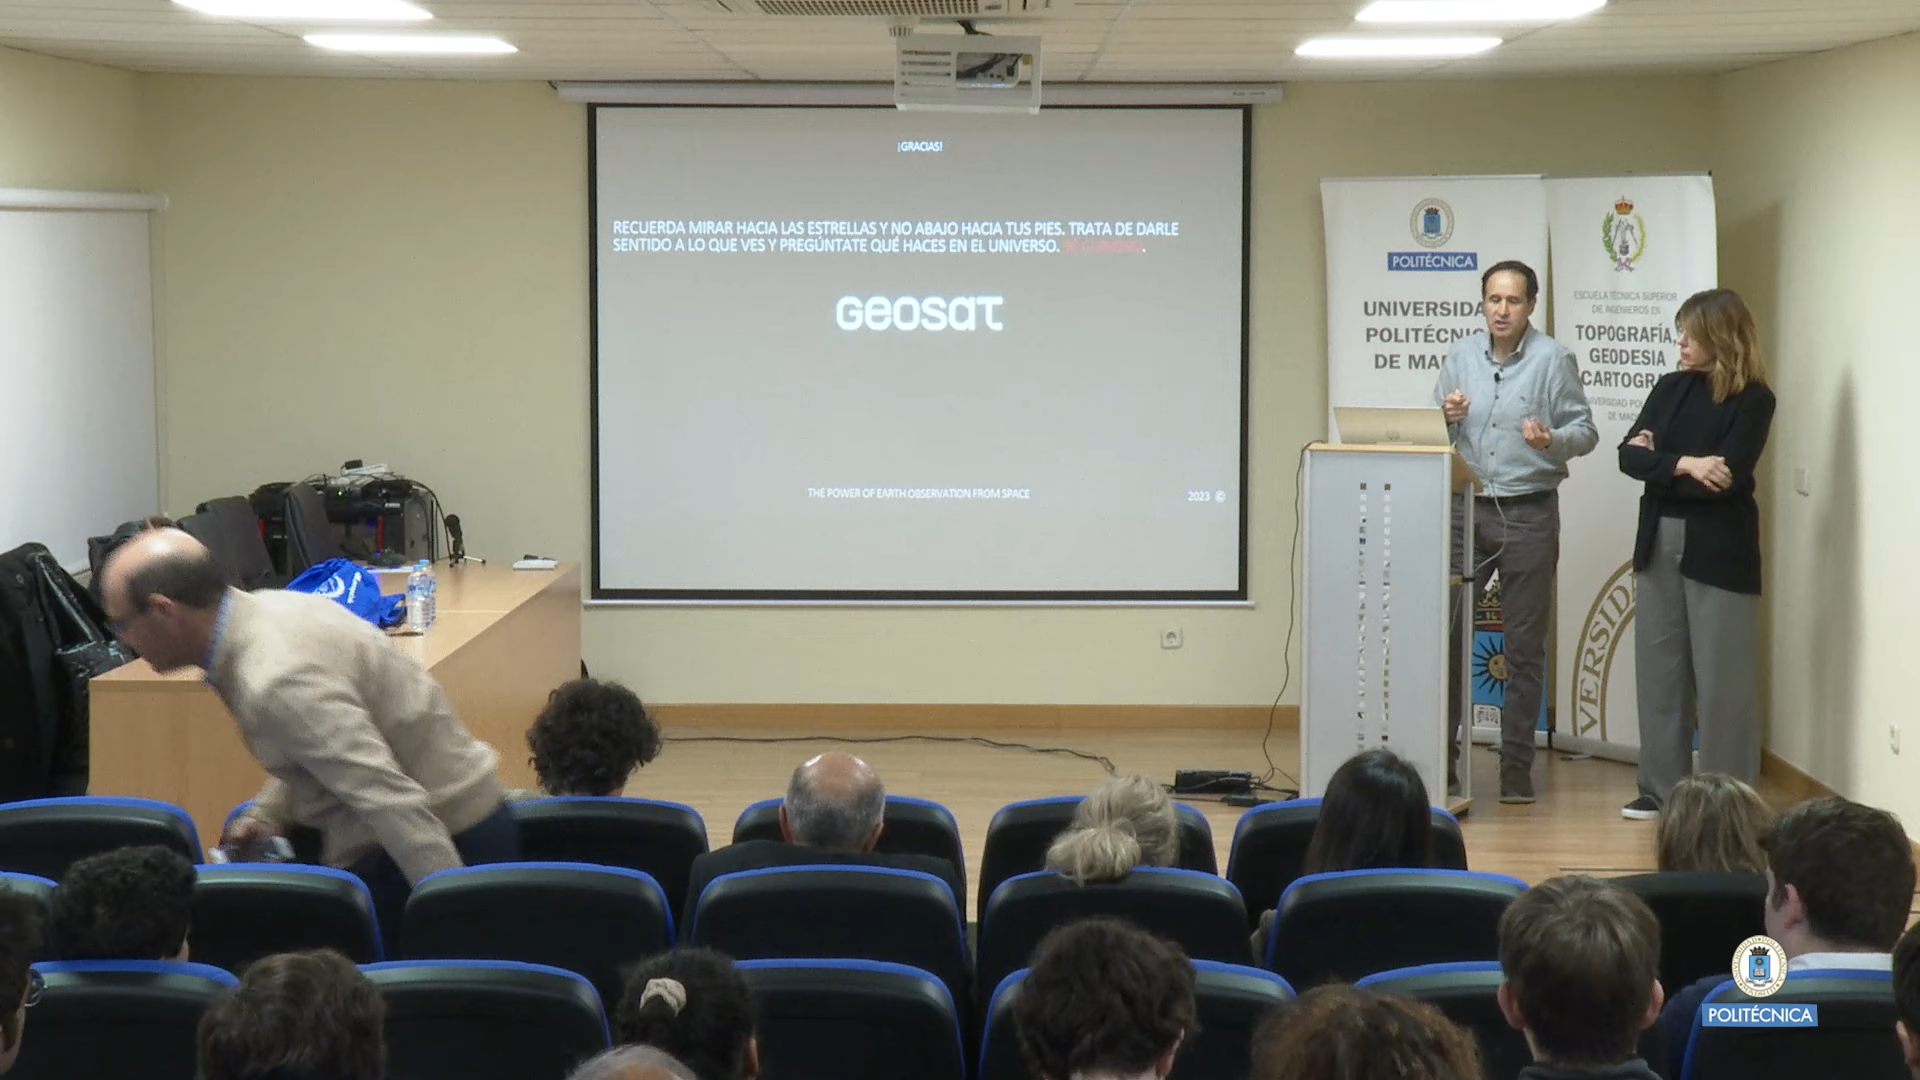 ¡GRACIAS!
RECUERDA MIRAR HACIA LAS ESTRELLAS Y NO ABAJO HACIA TUS PIES. TRATA DE DARLE
SENTIDO A LO QUE VES Y PREGÚNTATE QUÉ HACES EN EL UNIVERSO.
GEOSAT
THE POWER OF EARTH OBSERVATION FROM SPACE
2023 ©
POLITÉCNICA
UNIVERSIDA
POLITÉCNI
DE MA
ESCUELA TÉCNICA SUPERIOR
DE INGENIEROS EN
TOPOGRAFÍA,
GEODESIA
CARTOGRA
VERSIDA
POLITÉCNICA